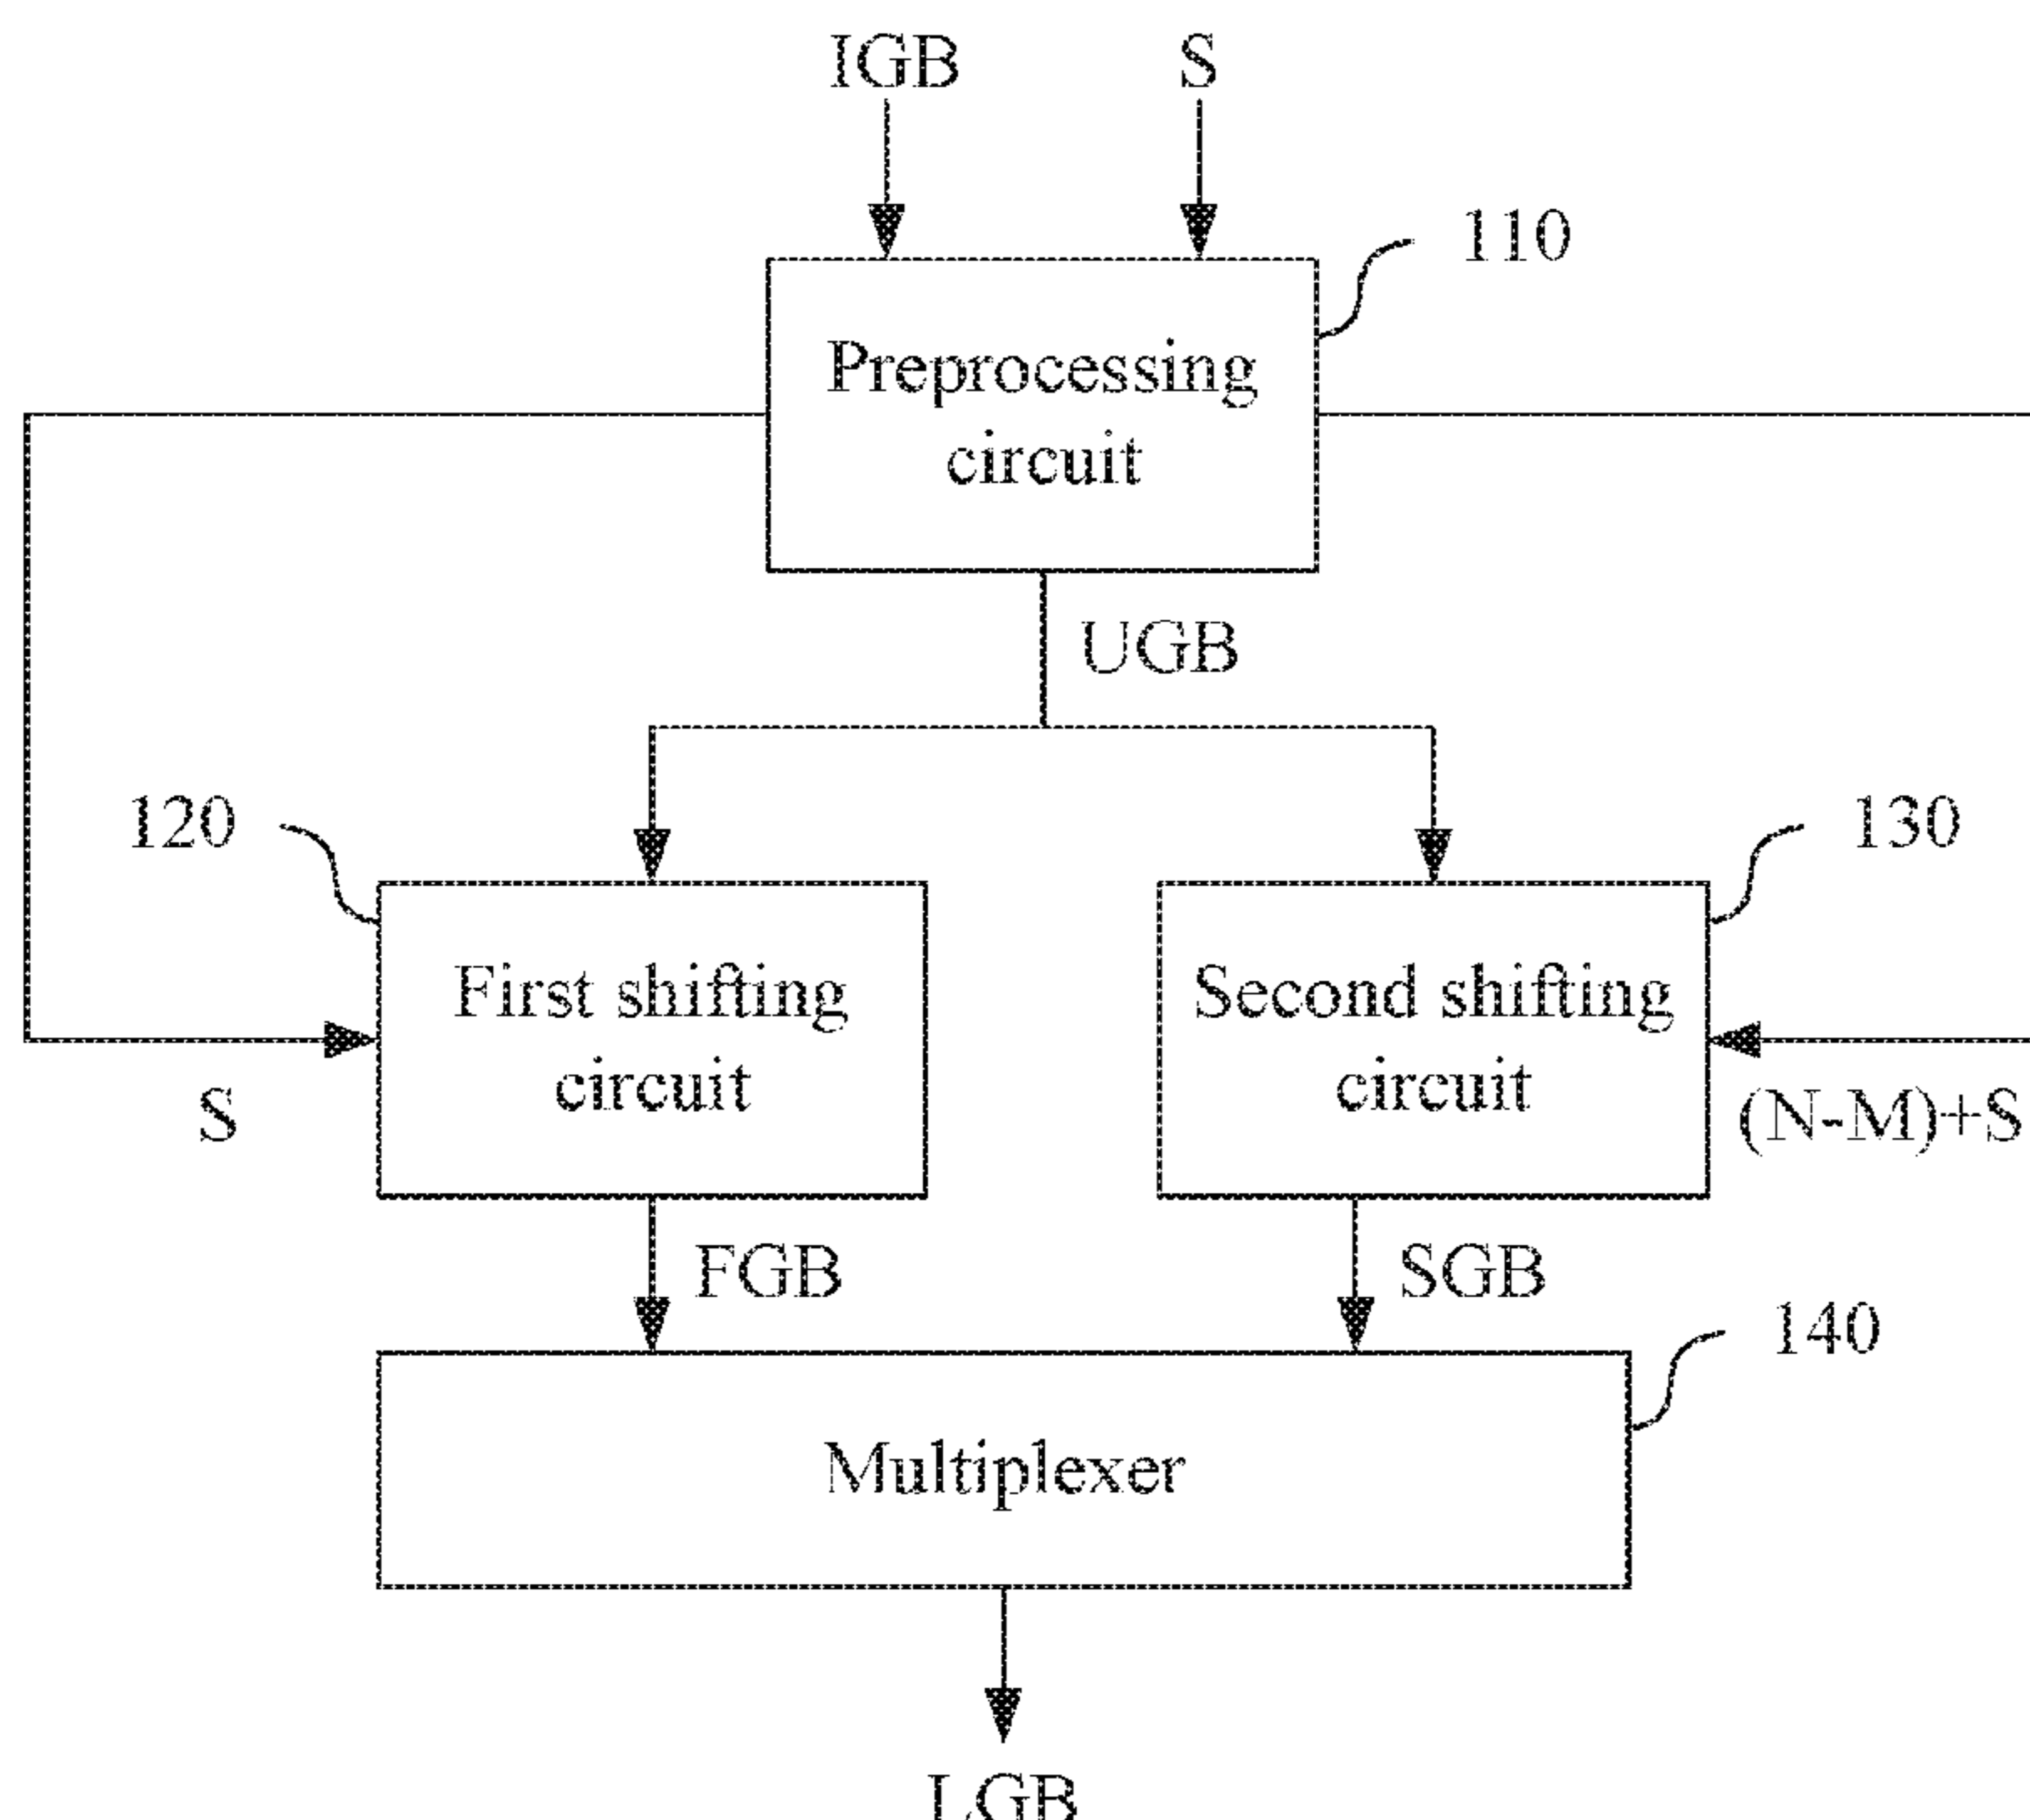 IGB
S
110
Preprocessing
circuit
UGB
120
130
First shifting
circuit
Second shifting
circuit
S
(N-M)+S
FGB
SGB
140
Multiplexer
LGB